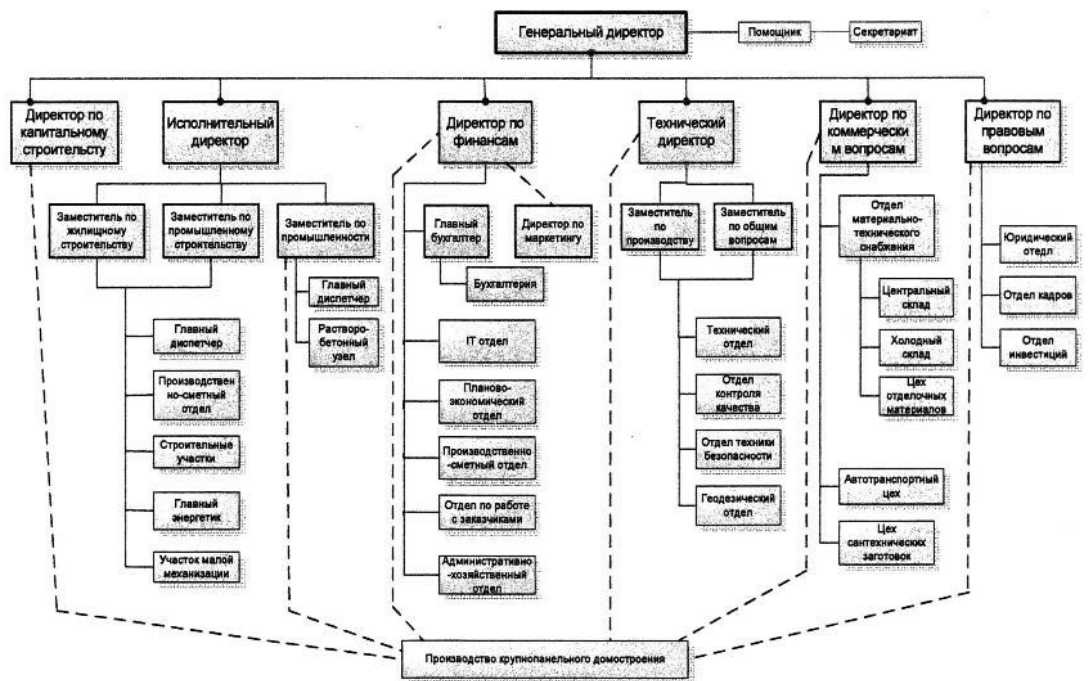 Генеральный директор
Помощник
Секретариат
Директор по
капитальному
строительсту
Исполнительный
директор
Директор по
финансам
Технический
директор
Директор по
коммерчески
м вопросам
Директор по
правовым
вопросам
Заместитель по
жилищному
строительству
Заместитель по
промышленному
строительству
Заместитель по
промышленности
Главный
диспетчер
Растворо-
бетонный
узел
Главный
диспетчер
Производствен
но-сметный
отдел
Строительные
участки
Главный
энергетик
Участок малой
механизации
Главный
бухгалтер
Директор по
маркетингу
Бухгалтерия
IT отдел
Планово-
экономический
отдел
Производственно
-сметный отдел
Отдел по работе
с заказчиками
Административно
-хозяйственный
отдел
Заместитель
по
производству
Заместитель
по общим
вопросам
Технический
отдел
Отдел
контроля
качества
Отдел техники
безопасности
Геодезический
отдел
Отдел
материально-
технического
снабжения
Центральный
склад
Холодный
склад
Цех
отделочных
материалов
Автотранспортный
цех
Цех
сантехнических
заготовок
Юридический
отедл
Отдел кадров
Отдел
инвестиций
Производство крупнопанельного домостроения